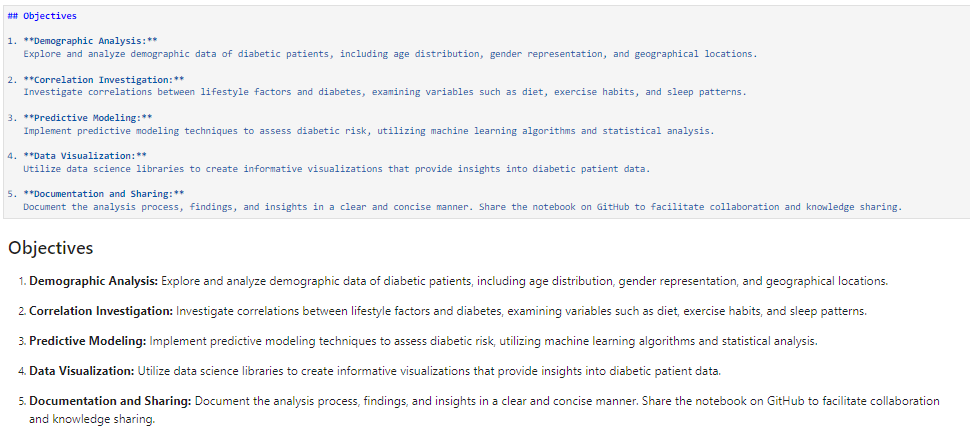 ## Objectives
1. **Demographic Analysis:**
Explore and analyze demographic data of diabetic patients, including age distribution, gender representation, and geographical locations.
2. **Correlation Investigation:**
Investigate correlations between lifestyle factors and diabetes, examining variables such as diet, exercise habits, and sleep patterns.
3. **Predictive Modeling:**
Implement predictive modeling techniques to assess diabetic risk, utilizing machine learning algorithms and statistical analysis.
4. **Data Visualization:**
Utilize data science libraries to create informative visualizations that provide insights into diabetic patient data.
5. **Documentation and Sharing:**
Document the analysis process, findings, and insights in a clear and concise manner. Share the notebook on GitHub to facilitate collaboration and knowledge sharing.
Objectives
1. Demographic Analysis: Explore and analyze demographic data of diabetic patients, including age distribution, gender representation, and geographical locations.
2. Correlation Investigation: Investigate correlations between lifestyle factors and diabetes, examining variables such as diet, exercise habits, and sleep patterns.
3. Predictive Modeling: Implement predictive modeling techniques to assess diabetic risk, utilizing machine learning algorithms and statistical analysis.
4. Data Visualization: Utilize data science libraries to create informative visualizations that provide insights into diabetic patient data.
5. Documentation and Sharing: Document the analysis process, findings, and insights in a clear and concise manner. Share the notebook on GitHub to facilitate collaboration
and knowledge sharing.